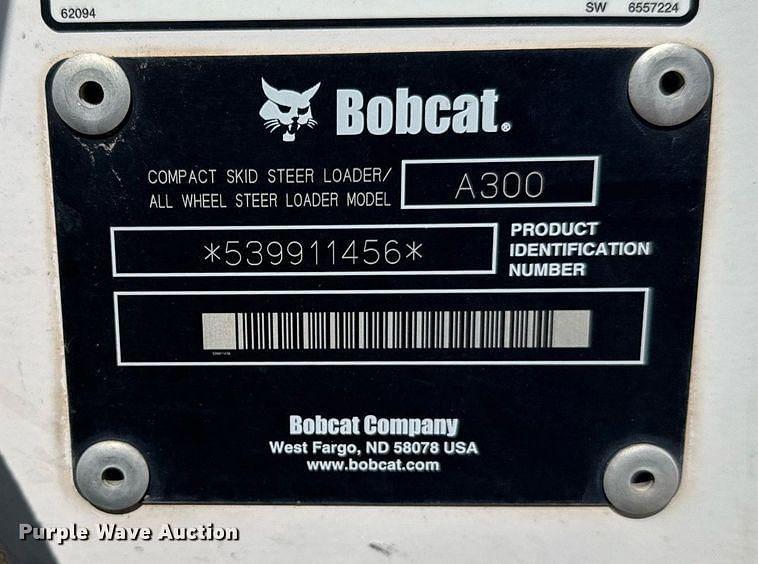 62094 SW 6557224
Bobcat®
COMPACT SKID STEER LOADER/
ALL WHEEL STEER LOADER MODEL
A300
*539911456*
PRODUCT
IDENTIFICATION
NUMBER
Bobcat Company
West Fargo, ND 58078 USA
www.bobcat.com
Purple Wave Auction